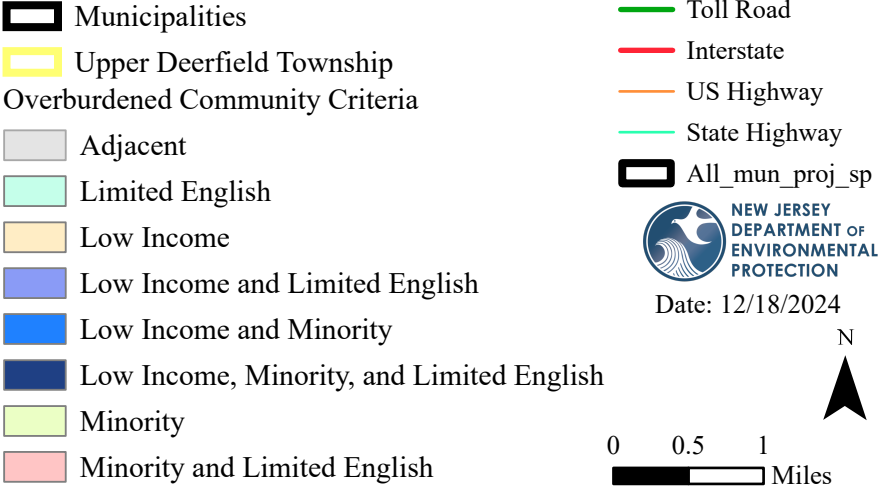 Municipalities
Upper Deerfield Township
Overburdened Community Criteria
Adjacent
Limited English
Low Income
Low Income and Limited English
Low Income and Minority
Low Income, Minority, and Limited English
Minority
Minority and Limited English
Toll Road
Interstate
US Highway
State Highway
All_mun_proj_sp
NEW JERSEY
DEPARTMENT OF
ENVIRONMENTAL
PROTECTION
Date: 12/18/2024
N
0 0.5 1
Miles